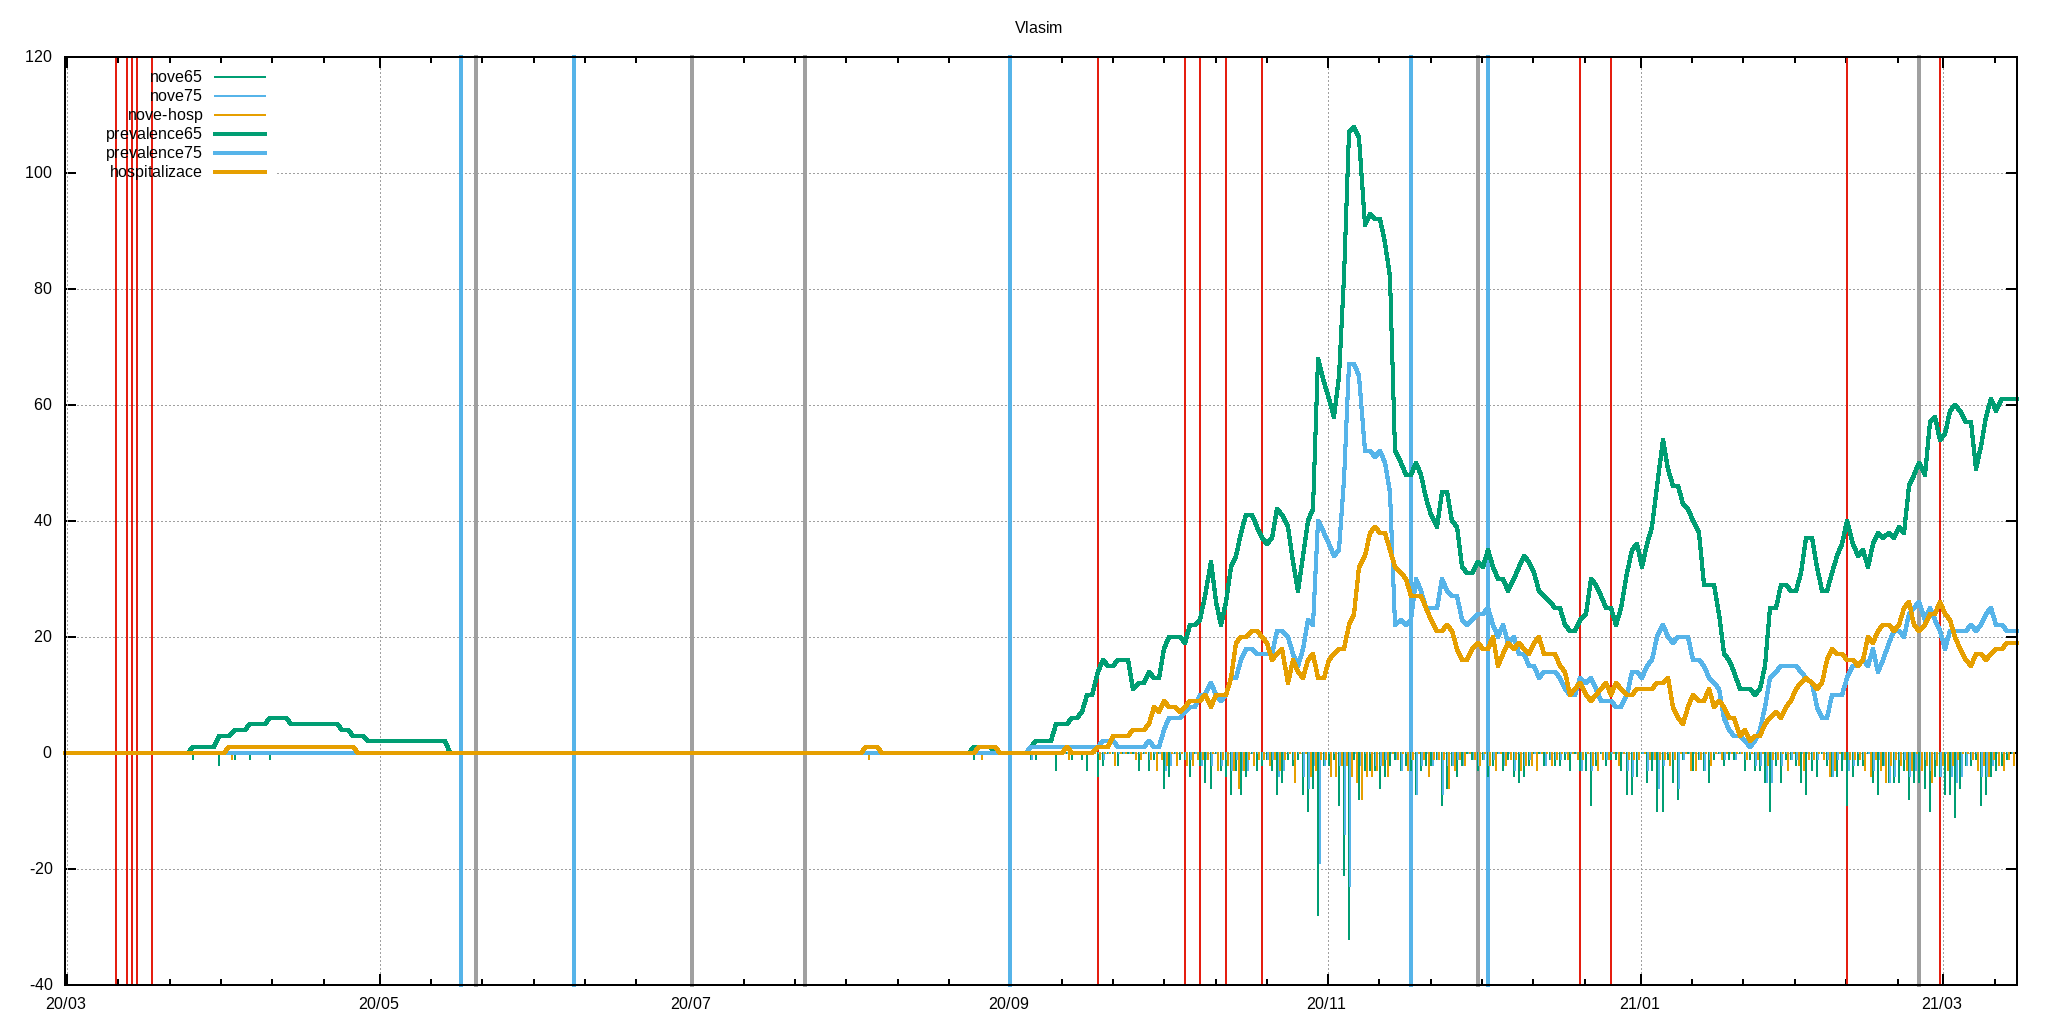 Vlasim
120
100
80
60
40
20
0
-20
-40
nove65
nove75
nove-hosp
prevalence65
prevalence75
hospitalizace
20/03 20/05 20/07 20/09 20/11 21/01 21/03